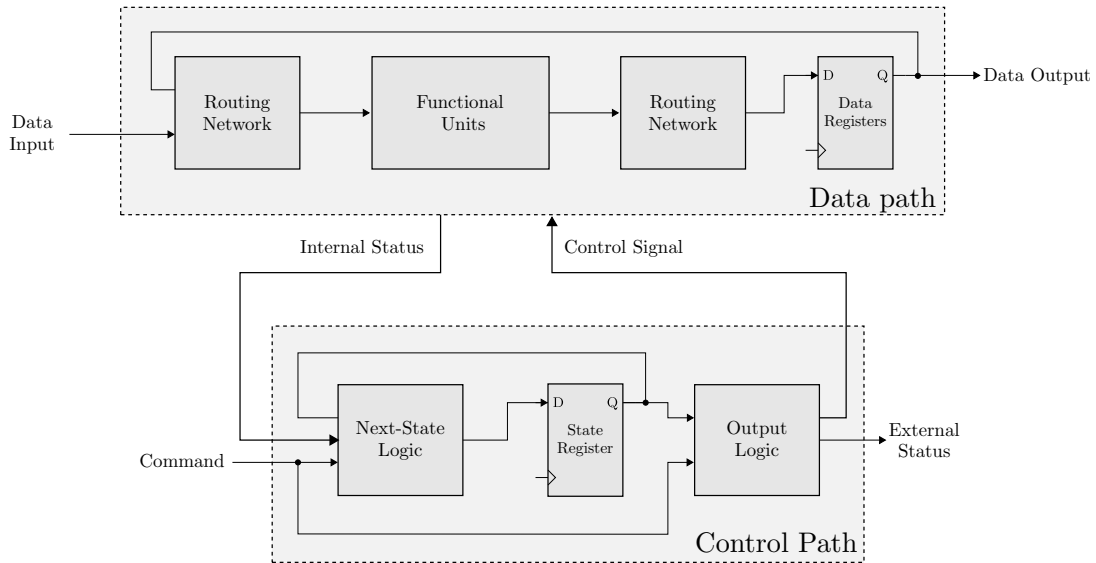 Data
Input
Routing
Network
Functional
Units
Routing
Network
D
Q
Data
Registers
Data Output
Data path
Internal Status
Control Signal
Command
Next-State
Logic
D
Q
State
Register
Output
Logic
External
Status
Control Path